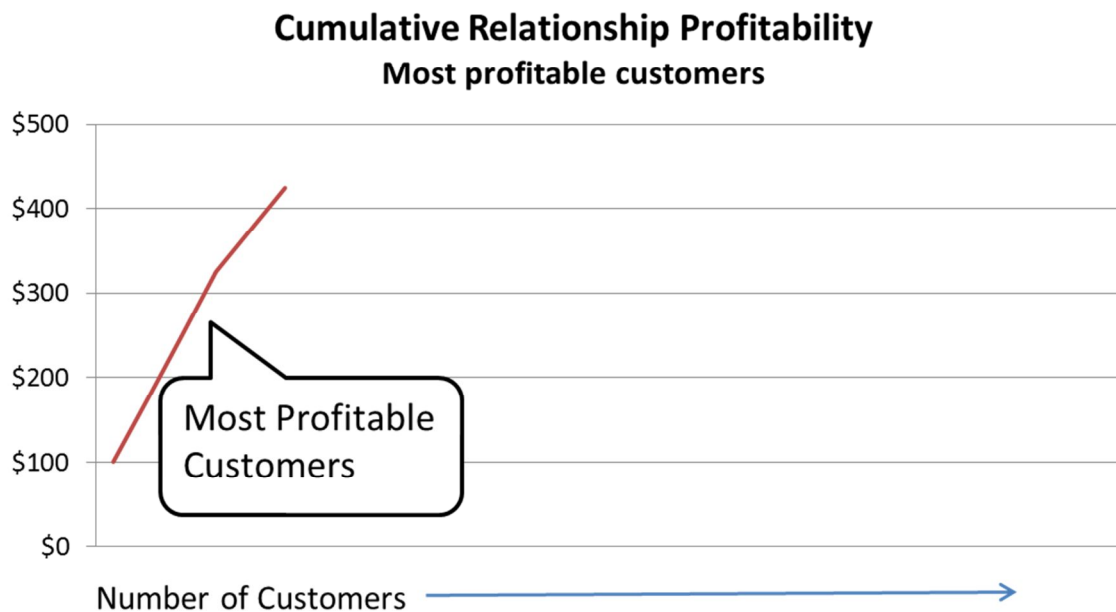 Cumulative Relationship Profitability
Most profitable customers
$500
$400
$300
$200
Most Profitable
Customers
$100
$0
Number of Customers